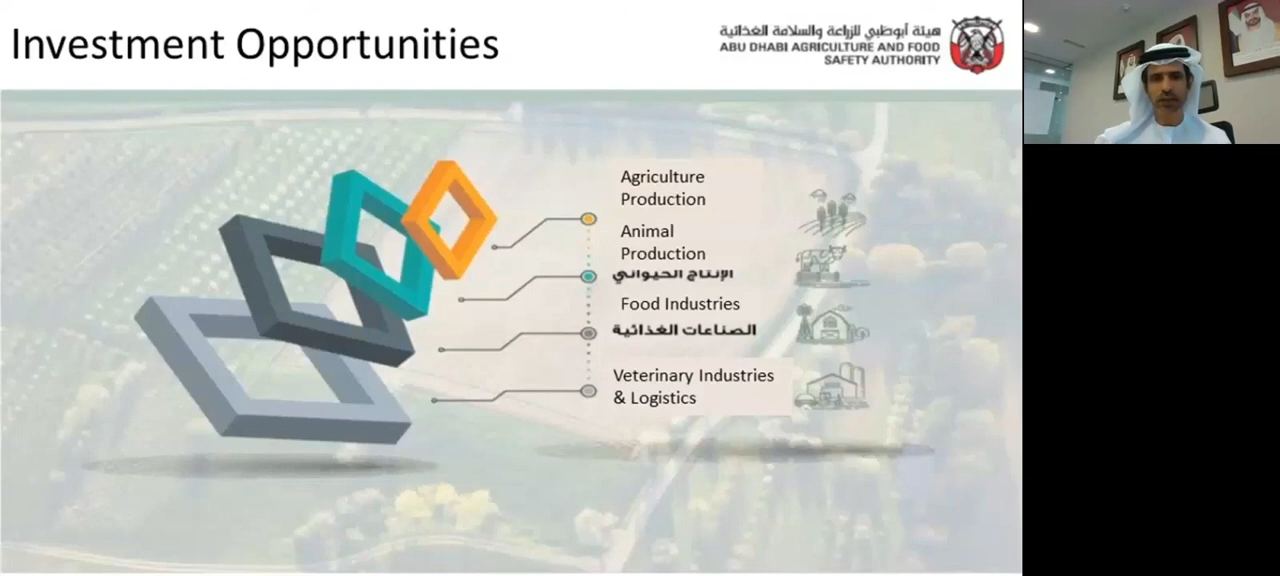 Investment Opportunities
هيئة أبوظبي للزراعة والسلامة الغذائية
ABU DHABI AGRICULTURE AND FOOD
SAFETY AUTHORITY
Agriculture
Production
Animal
Production
الإنتاج الحيواني
Food Industries
الصناعات الغذائية
Veterinary Industries
& Logistics